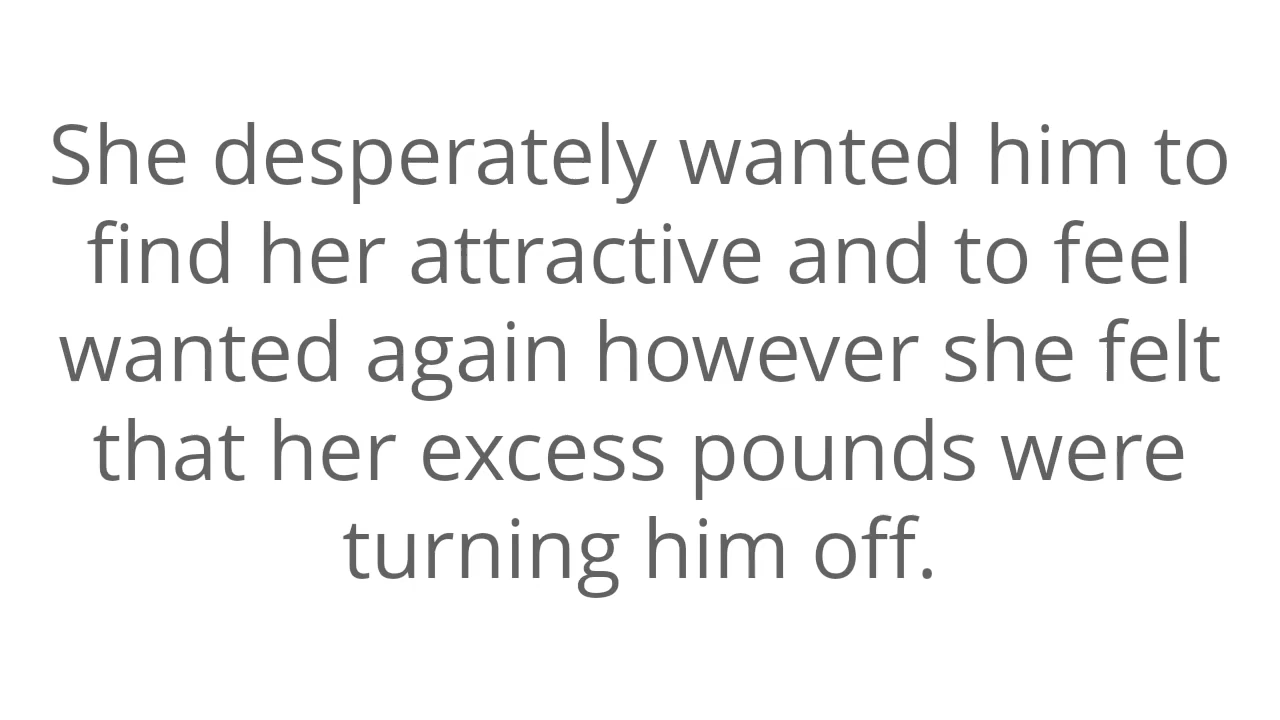 She desperately wanted him to
find her attractive and to feel
wanted again however she felt
that her excess pounds were
turning him off.